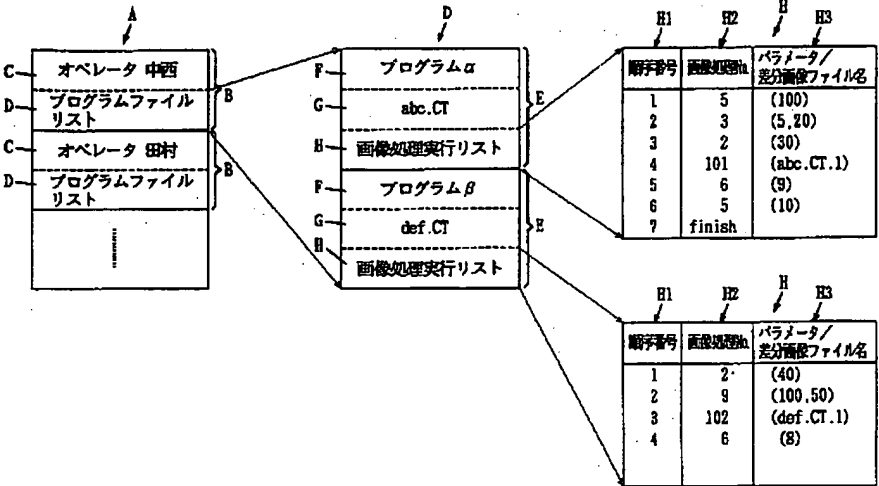 A
C オペレータ 中西
D プログラムファイル
リスト
B
C オペレータ 田村
D プログラムファイル
リスト
B
D
F プログラムα
G abc.CT
H 画像処理実行リスト
E
F プログラムβ
G def.CT
H 画像処理実行リスト
E
H
H1 H2 H3
順序番号 画像処理No. パラメータ/
差分画像ファイル名
1 5 (100)
2 3 (5,20)
3 2 (30)
4 101 (abc.CT.1)
5 6 (9)
6 5 (10)
7 finish
H
H1 H2 H3
順序番号 画像処理No. パラメータ/
差分画像ファイル名
1 2 (40)
2 9 (100,50)
3 102 (def.CT.1)
4 6 (8)